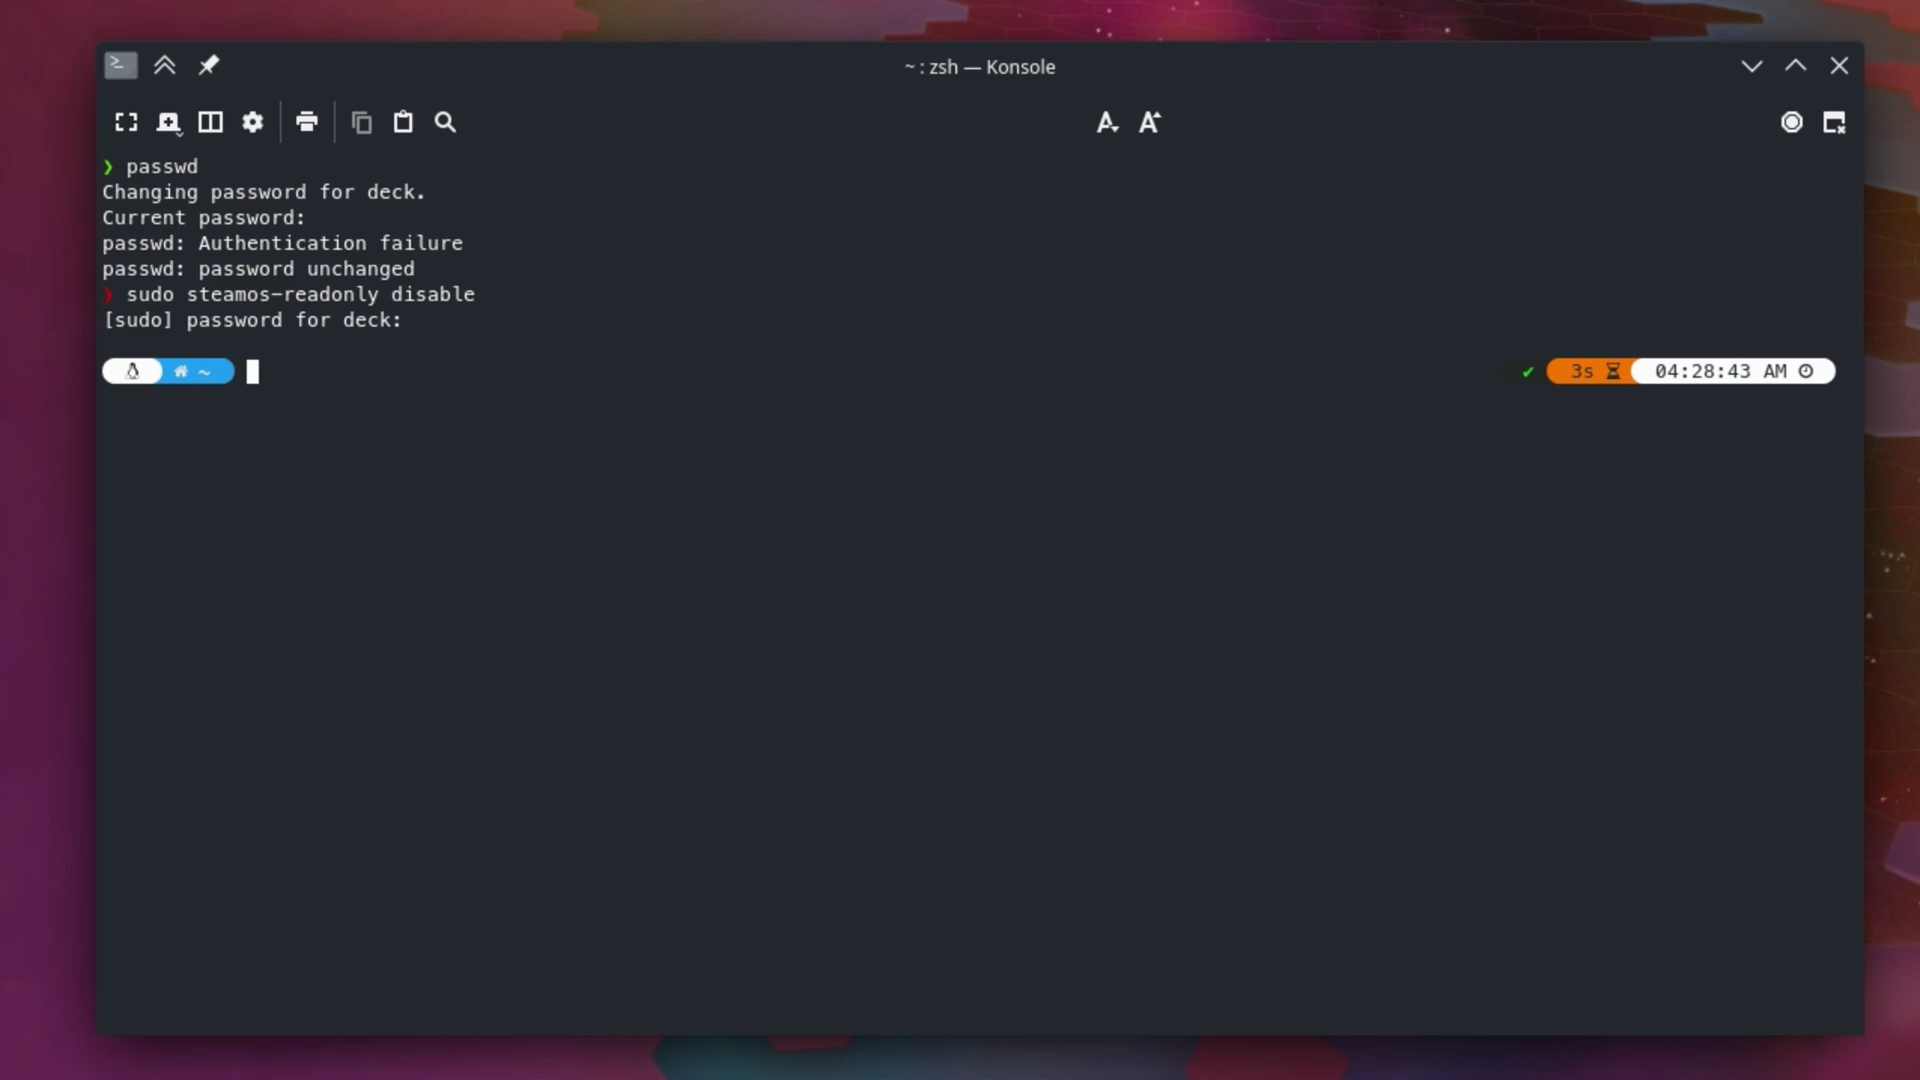 ~ : zsh — Konsole
❯ passwd
Changing password for deck.
Current password:
passwd: Authentication failure
passwd: password unchanged
❯ sudo steamos-readonly disable
[sudo] password for deck:
~ ✔ 3s 04:28:43 AM